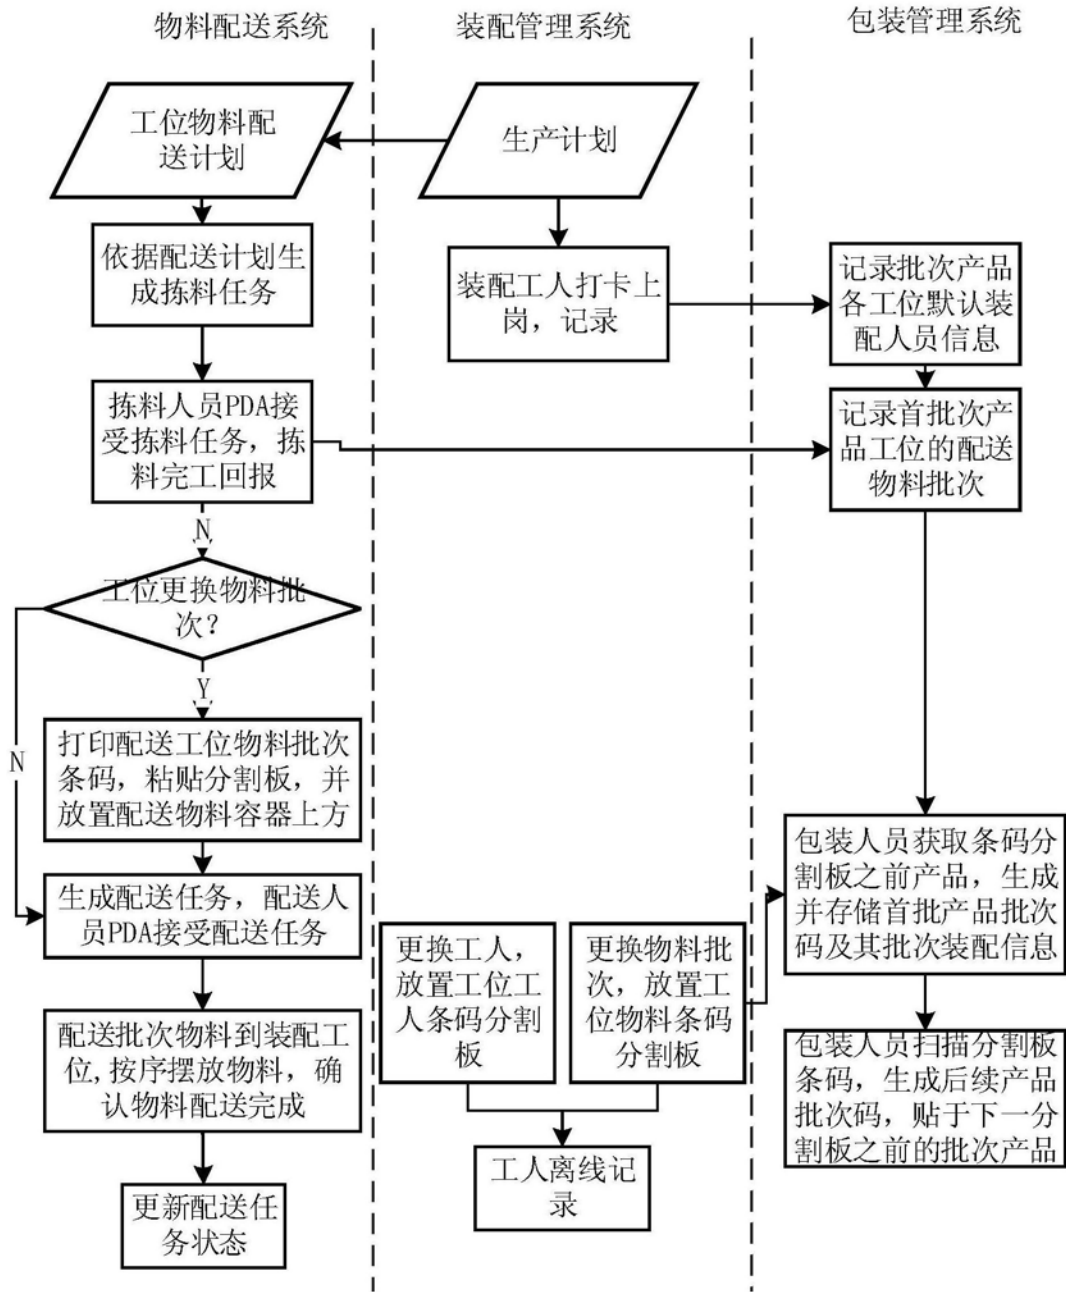 物料配送系统
装配管理系统
包装管理系统
工位物料配
送计划
生产计划
依据配送计划生
成拣料任务
装配工人打卡上
岗，记录
记录批次产品
各工位默认装
配人员信息
拣料人员PDA接
受拣料任务，拣
料完工回报
记录首批次产
品工位的配送
物料批次
N
工位更换物料批
次？
Y
N
打印配送工位物料批次
条码，粘贴分割板，并
放置配送物料容器上方
生成配送任务，配送人
员PDA接受配送任务
配送批次物料到装配工
位,按序摆放物料，确
认物料配送完成
更新配送任
务状态
更换工人，
放置工位工
人条码分割
板
更换物料批
次，放置工
位物料条码
分割板
工人离线记
录
包装人员获取条码分
割板之前产品，生成
并存储首批产品批次
码及其批次装配信息
包装人员扫描分割板
条码，生成后续产品
批次码，贴于下一分
割板之前的批次产品